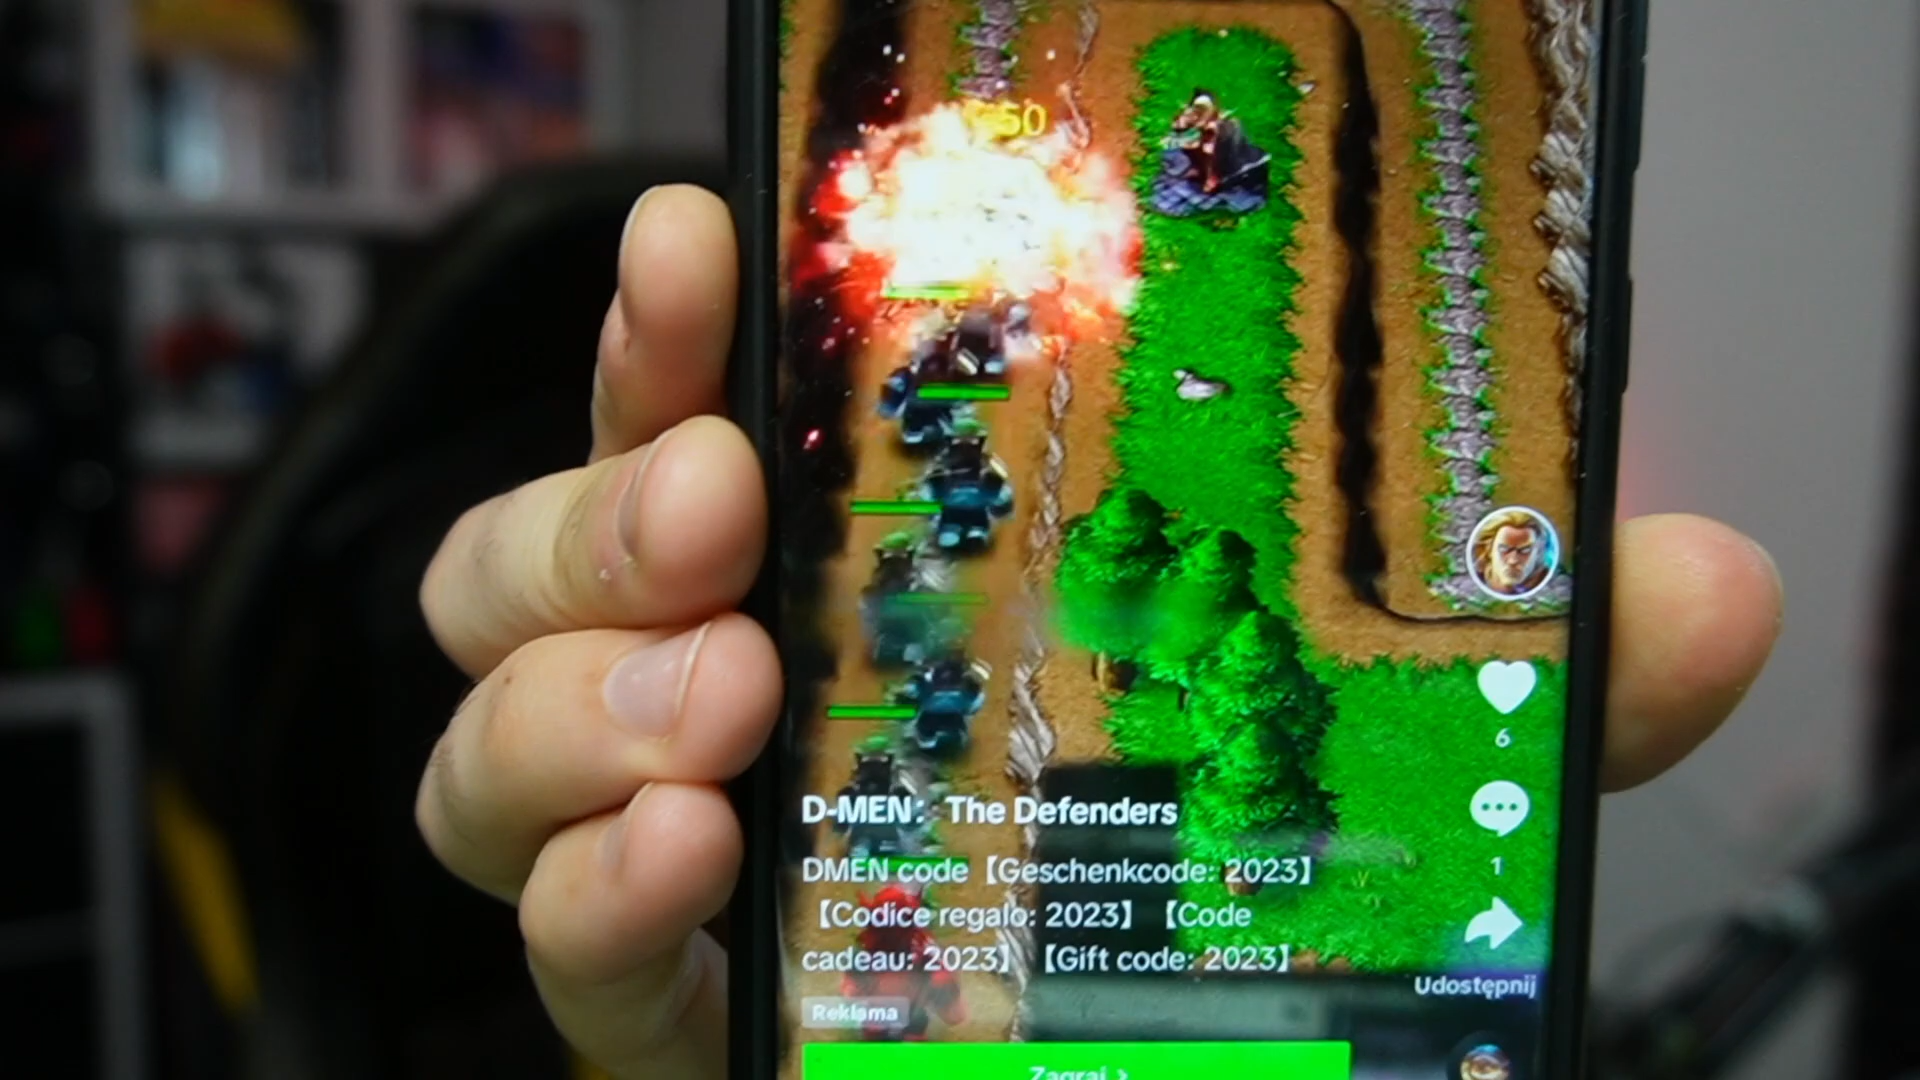 50
6
1
D-MEN： The Defenders
DMEN code【Geschenkcode: 2023】
【Codice regalo: 2023】【Code
cadeau: 2023】【Gift code: 2023】
Udostępnij
Reklama
Zagraj >